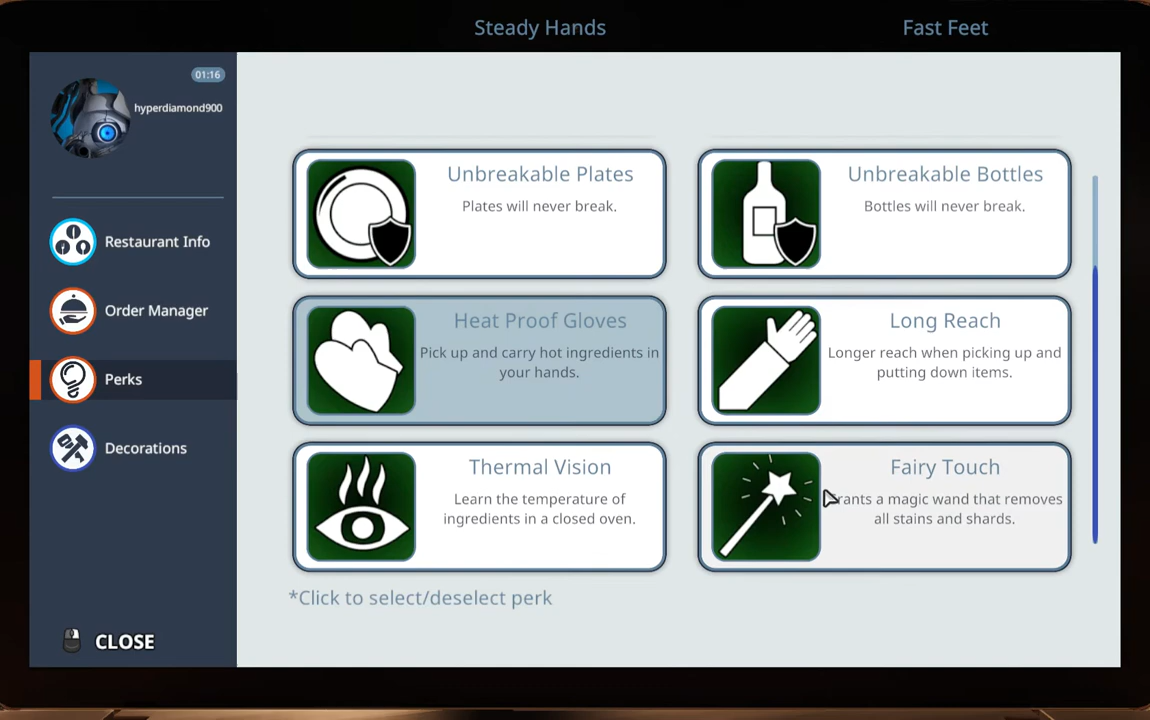 Steady Hands
Fast Feet
01:16
hyperdiamond900
Restaurant Info
Order Manager
Perks
Decorations
CLOSE
Unbreakable Plates
Plates will never break.
Unbreakable Bottles
Bottles will never break.
Heat Proof Gloves
Pick up and carry hot ingredients in
your hands.
Long Reach
Longer reach when picking up and
putting down items.
Thermal Vision
Learn the temperature of
ingredients in a closed oven.
Fairy Touch
Grants a magic wand that removes
all stains and shards.
*Click to select/deselect perk